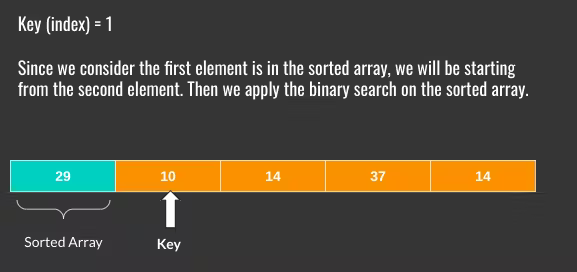 Key (index) = 1
Since we consider the first element is in the sorted array, we will be starting
from the second element. Then we apply the binary search on the sorted array.
29 10 14 37 14
Sorted Array Key